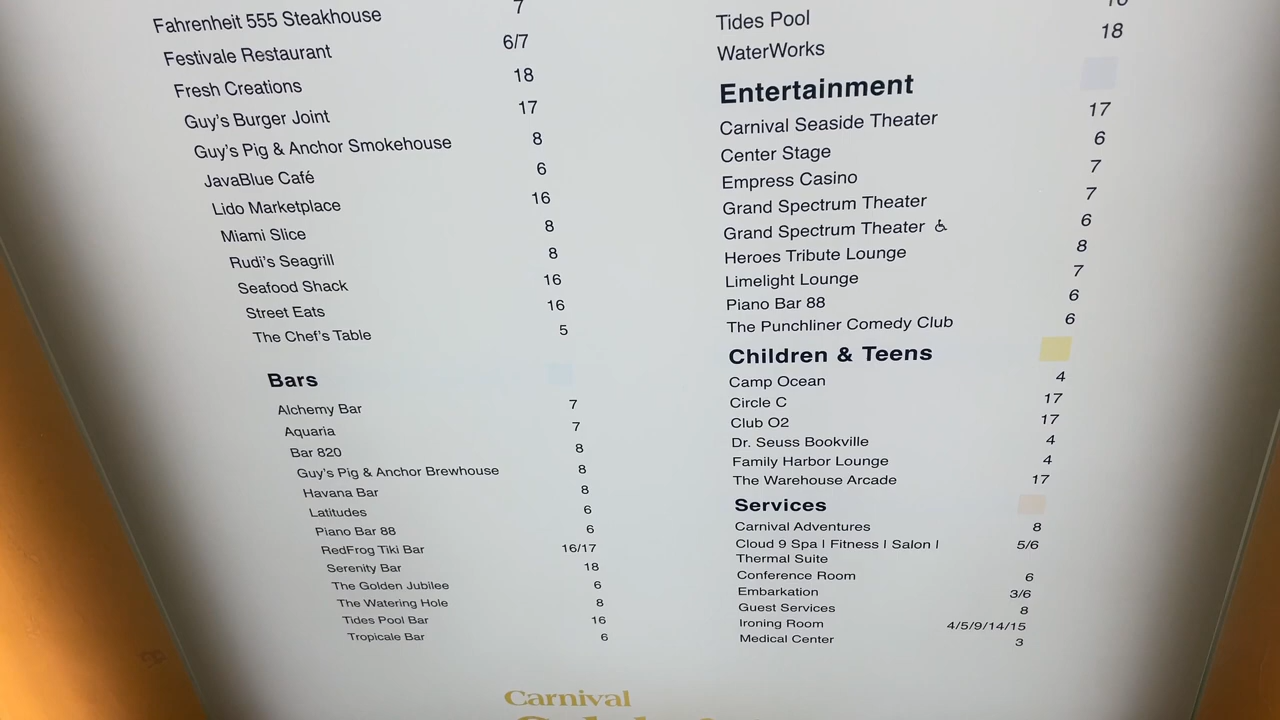 Fahrenheit 555 Steakhouse 7
Festivale Restaurant 6/7
Fresh Creations 18
Guy's Burger Joint 17
Guy's Pig & Anchor Smokehouse 8
JavaBlue Café 6
Lido Marketplace 16
Miami Slice 8
Rudi's Seagrill 8
Seafood Shack 16
Street Eats 16
The Chef's Table 5
Bars
Alchemy Bar 7
Aquaria 7
Bar 820 8
Guy's Pig & Anchor Brewhouse 8
Havana Bar 8
Latitudes 6
Piano Bar 88 6
RedFrog Tiki Bar 16/17
Serenity Bar 18
The Golden Jubilee 6
The Watering Hole 8
Tides Pool Bar 16
Tropicale Bar 6
Tides Pool
WaterWorks 18
Entertainment
Carnival Seaside Theater 17
Center Stage 6
Empress Casino 7
Grand Spectrum Theater 7
Grand Spectrum Theater 6
Heroes Tribute Lounge 8
Limelight Lounge 7
Piano Bar 88 6
The Punchliner Comedy Club 6
Children & Teens
Camp Ocean 4
Circle C 17
Club O2 17
Dr. Seuss Bookville 4
Family Harbor Lounge 4
The Warehouse Arcade 17
Services
Carnival Adventures 8
Cloud 9 Spa | Fitness | Salon | 5/6
Thermal Suite
Conference Room 6
Embarkation 3/6
Guest Services 8
Ironing Room 4/5/9/14/15
Medical Center 3
Carnival